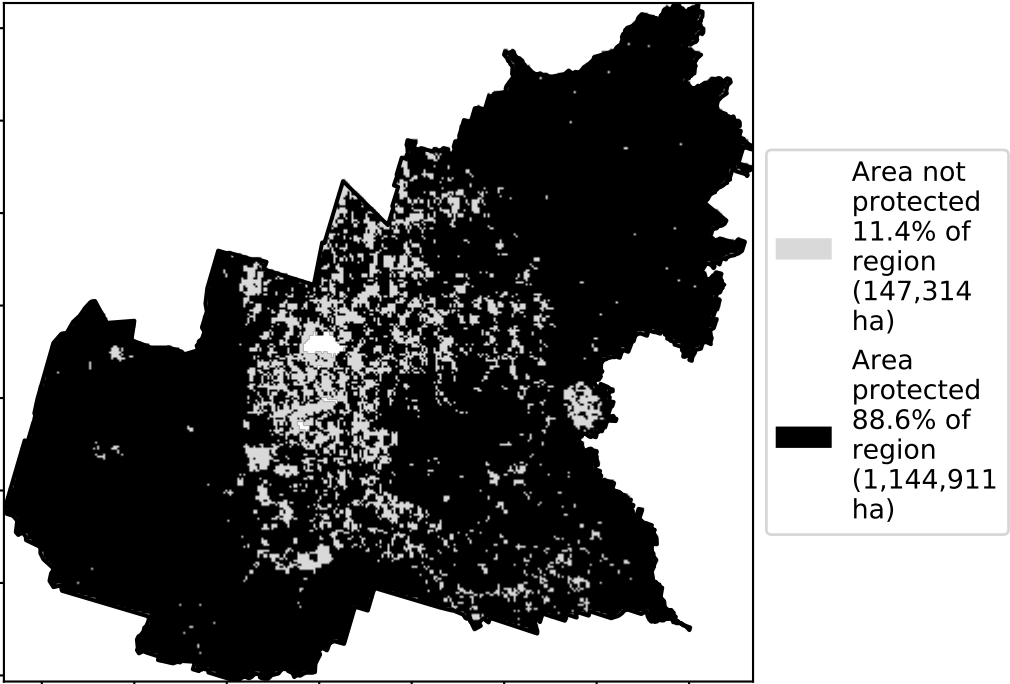 Area not
protected
11.4% of
region
(147,314
ha)
Area
protected
88.6% of
region
(1,144,911
ha)